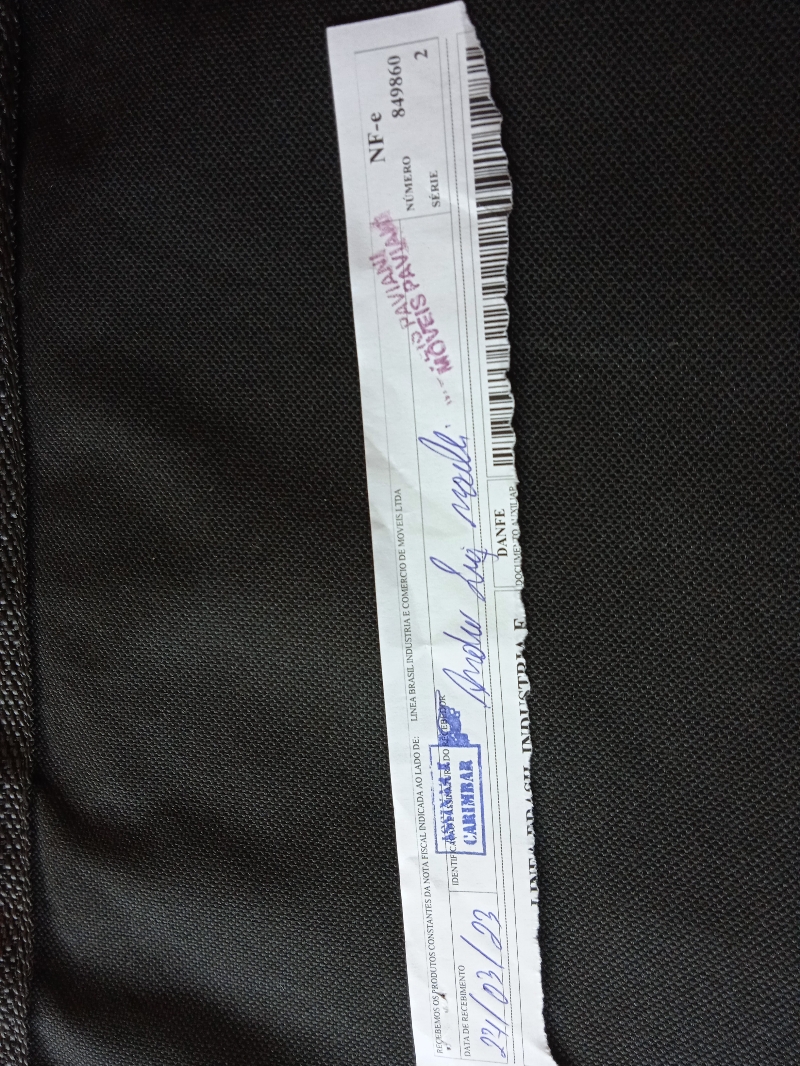 RECEBEMOS OS PRODUTOS CONSTANTES DA NOTA FISCAL INDICADA AO LADO DE: LINEA BRASIL INDUSTRIA E COMERCIO DE MOVEIS LTDA
NF-e
NÚMERO 849860
SÉRIE 2
DATA DE RECEBIMENTO
27/03/23
ASSINAR E
CARIMBAR
Luiz
PAVIANI
MÓVEIS PAVIANI
DANFE
DOCUMENTO AUXILIAR
LINEA BRASIL INDUSTRIA E